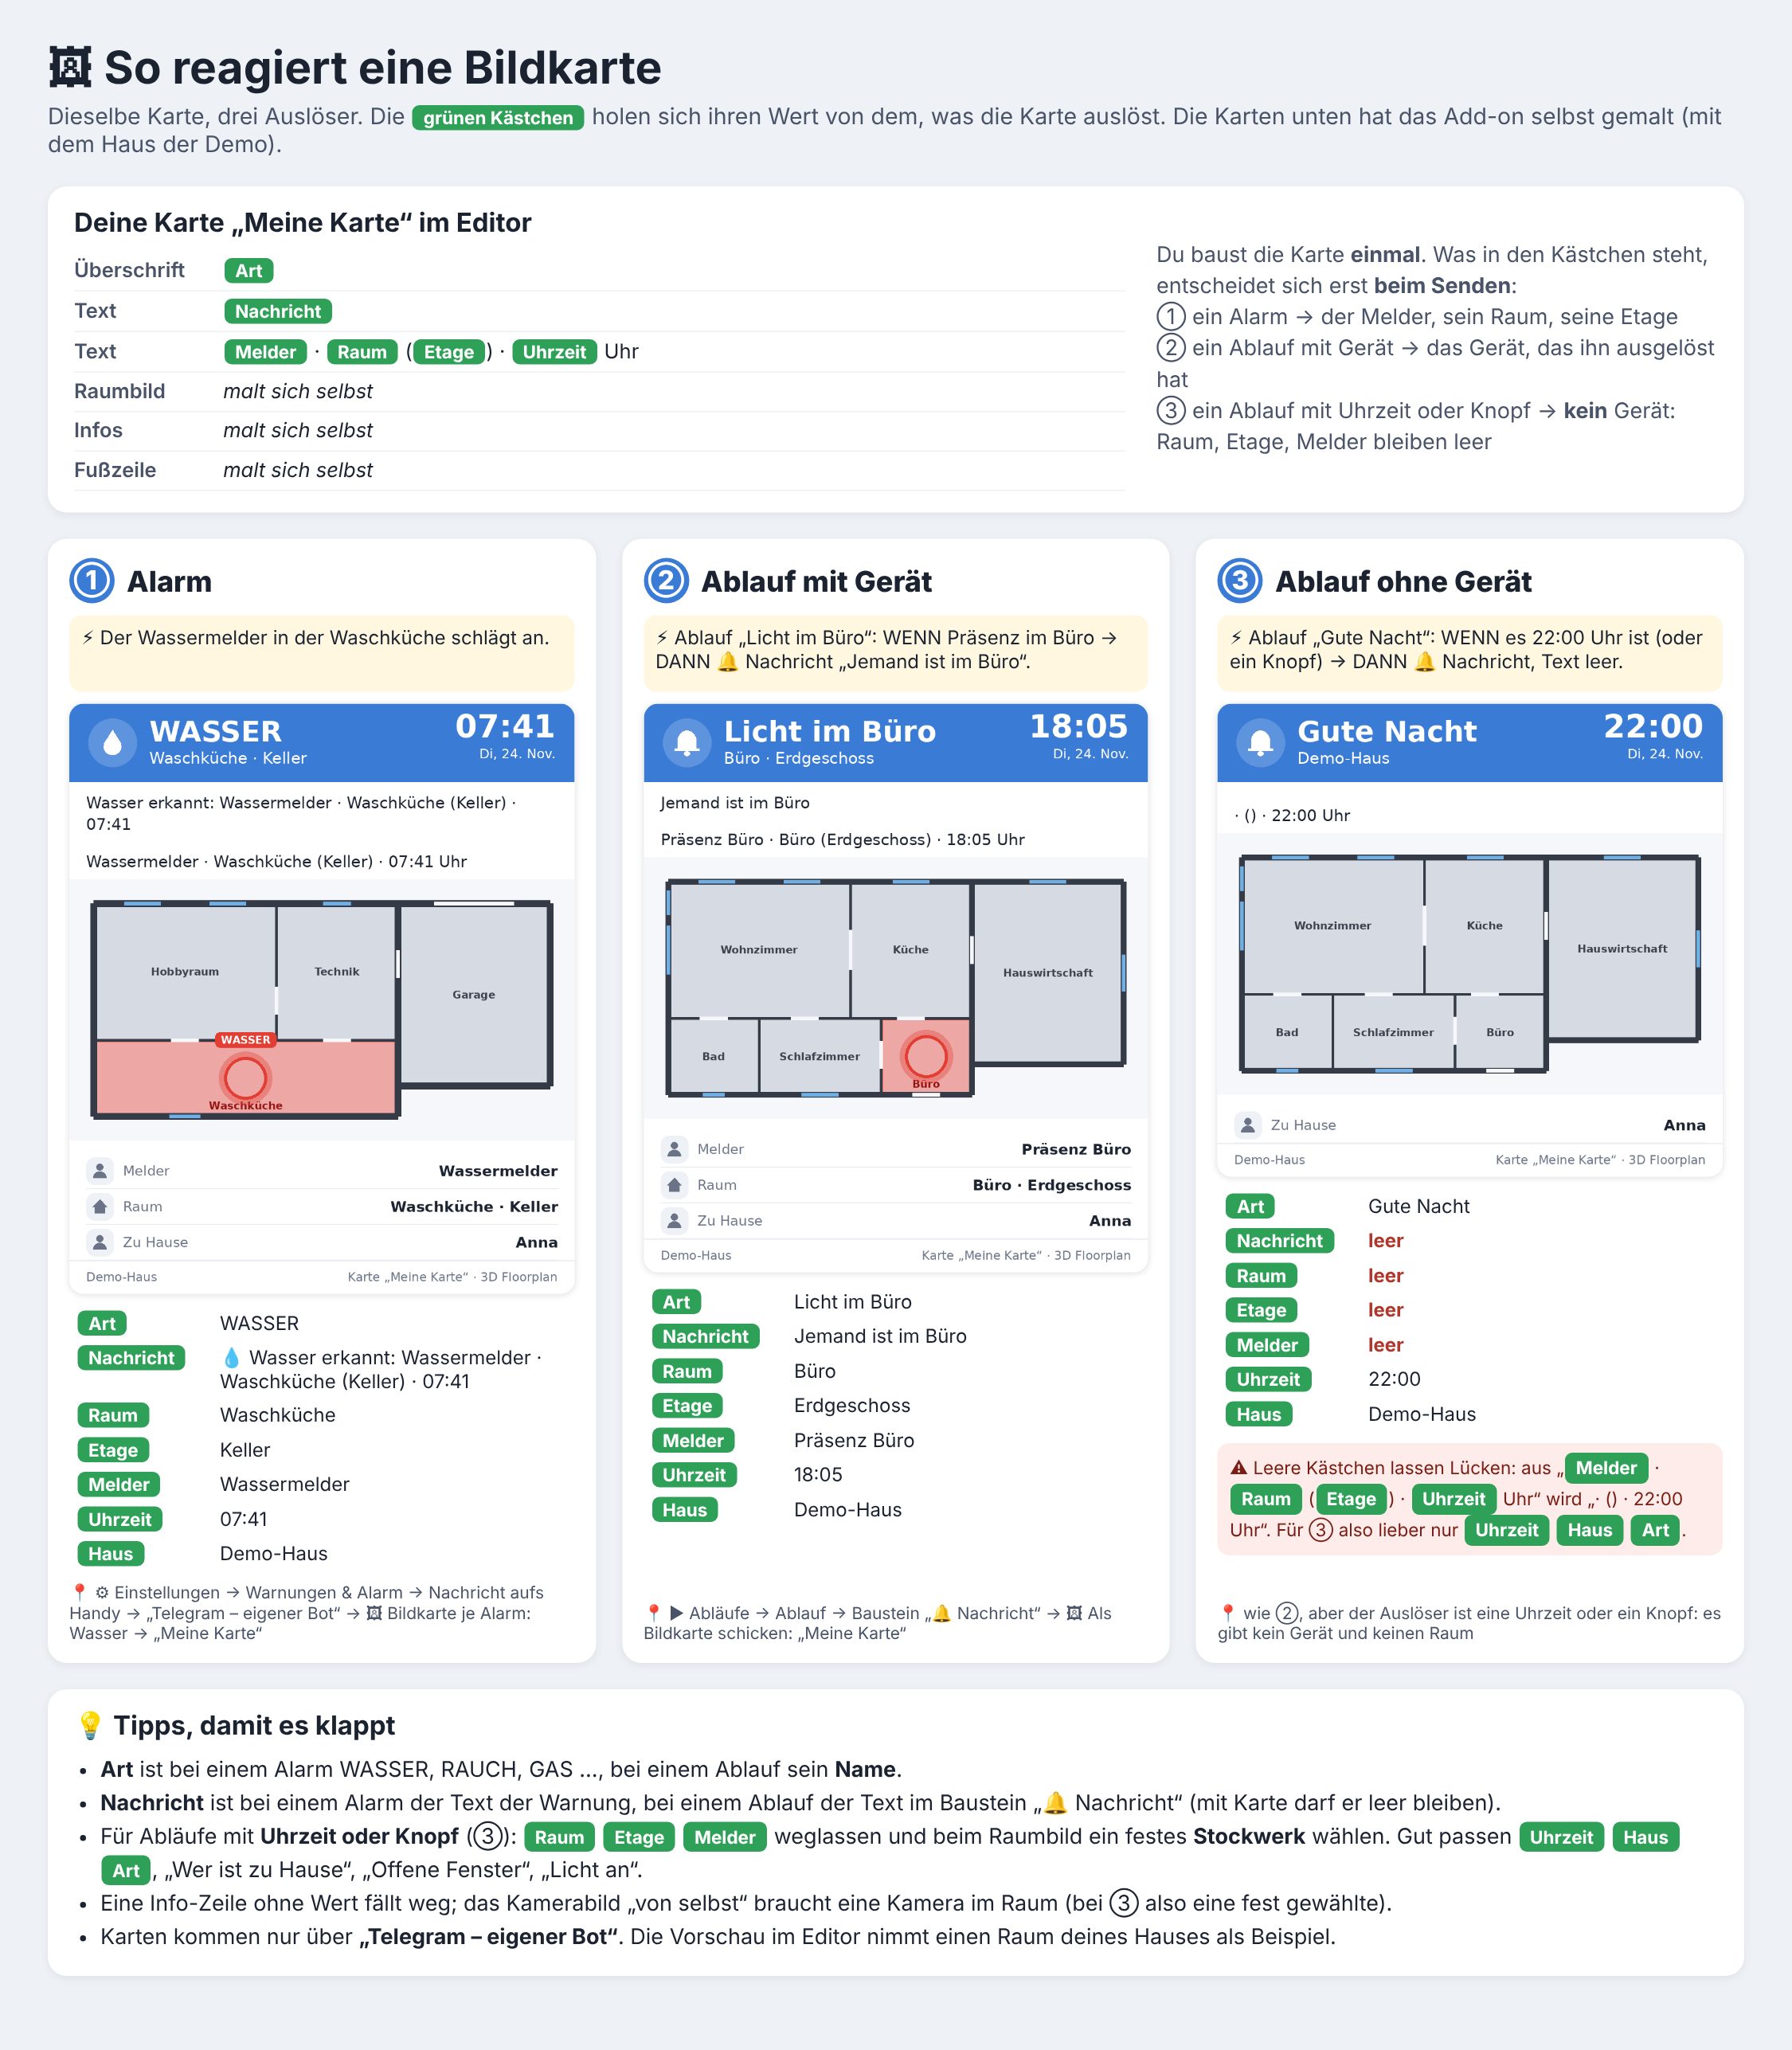 🖼 So reagiert eine Bildkarte
Dieselbe Karte, drei Auslöser. Die grünen Kästchen holen sich ihren Wert von dem, was die Karte auslöst. Die Karten unten hat das Add-on selbst gemalt (mit
dem Haus der Demo).
Deine Karte „Meine Karte“ im Editor
Überschrift Art
Text Nachricht
Text Melder · Raum (Etage) · Uhrzeit Uhr
Raumbild malt sich selbst
Infos malt sich selbst
Fußzeile malt sich selbst
Du baust die Karte einmal. Was in den Kästchen steht,
entscheidet sich erst beim Senden:
① ein Alarm → der Melder, sein Raum, seine Etage
② ein Ablauf mit Gerät → das Gerät, das ihn ausgelöst
hat
③ ein Ablauf mit Uhrzeit oder Knopf → kein Gerät:
Raum, Etage, Melder bleiben leer
① Alarm
⚡ Der Wassermelder in der Waschküche schlägt an.
WASSER 07:41
Waschküche · Keller Di, 24. Nov.
Wasser erkannt: Wassermelder · Waschküche (Keller) ·
07:41
Wassermelder · Waschküche (Keller) · 07:41 Uhr
Hobbyraum
Technik
Garage
WASSER
Waschküche
Melder Wassermelder
Raum Waschküche · Keller
Zu Hause Anna
Demo-Haus Karte „Meine Karte“ · 3D Floorplan
Art WASSER
Nachricht 💧 Wasser erkannt: Wassermelder ·
Waschküche (Keller) · 07:41
Raum Waschküche
Etage Keller
Melder Wassermelder
Uhrzeit 07:41
Haus Demo-Haus
📍 ⚙ Einstellungen → Warnungen & Alarm → Nachricht aufs
Handy → „Telegram – eigener Bot“ → 🖼 Bildkarte je Alarm:
Wasser → „Meine Karte“
② Ablauf mit Gerät
⚡ Ablauf „Licht im Büro“: WENN Präsenz im Büro →
DANN 🔔 Nachricht „Jemand ist im Büro“.
Licht im Büro 18:05
Büro · Erdgeschoss Di, 24. Nov.
Jemand ist im Büro
Präsenz Büro · Büro (Erdgeschoss) · 18:05 Uhr
Wohnzimmer
Küche
Hauswirtschaft
Bad
Schlafzimmer
Büro
Melder Präsenz Büro
Raum Büro · Erdgeschoss
Zu Hause Anna
Demo-Haus Karte „Meine Karte“ · 3D Floorplan
Art Licht im Büro
Nachricht Jemand ist im Büro
Raum Büro
Etage Erdgeschoss
Melder Präsenz Büro
Uhrzeit 18:05
Haus Demo-Haus
📍 ▶ Abläufe → Ablauf → Baustein „🔔 Nachricht“ → 🖼 Als
Bildkarte schicken: „Meine Karte“
③ Ablauf ohne Gerät
⚡ Ablauf „Gute Nacht“: WENN es 22:00 Uhr ist (oder
ein Knopf) → DANN 🔔 Nachricht, Text leer.
Gute Nacht 22:00
Demo-Haus Di, 24. Nov.
· () · 22:00 Uhr
Wohnzimmer
Küche
Hauswirtschaft
Bad
Schlafzimmer
Büro
Zu Hause Anna
Demo-Haus Karte „Meine Karte“ · 3D Floorplan
Art Gute Nacht
Nachricht leer
Raum leer
Etage leer
Melder leer
Uhrzeit 22:00
Haus Demo-Haus
⚠ Leere Kästchen lassen Lücken: aus „Melder ·
Raum (Etage) · Uhrzeit Uhr“ wird „· () · 22:00
Uhr“. Für ③ also lieber nur Uhrzeit Haus Art.
📍 wie ②, aber der Auslöser ist eine Uhrzeit oder ein Knopf: es
gibt kein Gerät und keinen Raum
💡 Tipps, damit es klappt
• Art ist bei einem Alarm WASSER, RAUCH, GAS ..., bei einem Ablauf sein Name.
• Nachricht ist bei einem Alarm der Text der Warnung, bei einem Ablauf der Text im Baustein „🔔 Nachricht“ (mit Karte darf er leer bleiben).
• Für Abläufe mit Uhrzeit oder Knopf (③): Raum Etage Melder weglassen und beim Raumbild ein festes Stockwerk wählen. Gut passen Uhrzeit Haus
Art, „Wer ist zu Hause“, „Offene Fenster“, „Licht an“.
• Eine Info-Zeile ohne Wert fällt weg; das Kamerabild „von selbst“ braucht eine Kamera im Raum (bei ③ also eine fest gewählte).
• Karten kommen nur über „Telegram – eigener Bot“. Die Vorschau im Editor nimmt einen Raum deines Hauses als Beispiel.